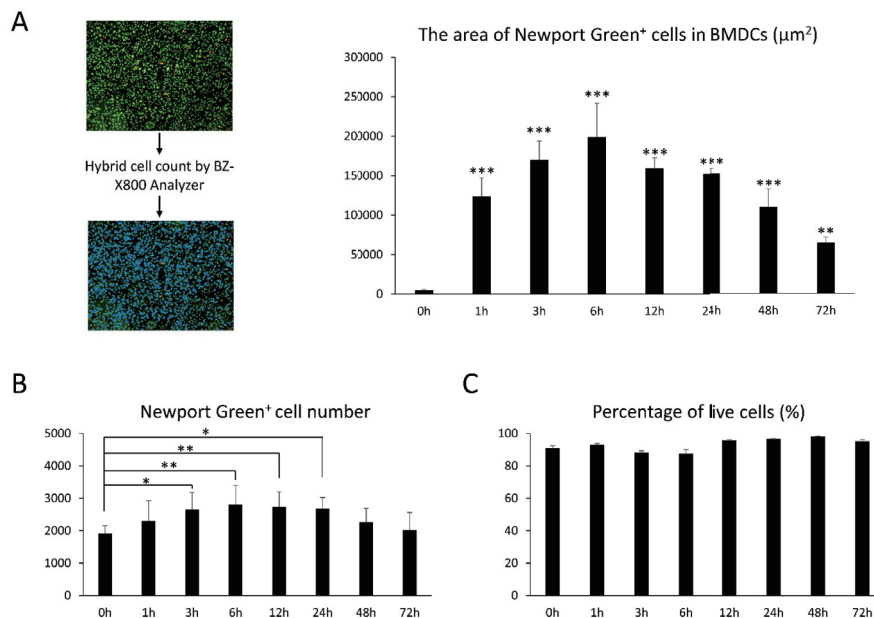 A
Hybrid cell count by BZ-
X800 Analyzer
The area of Newport Green⁺ cells in BMDCs (µm²)
300000
250000
200000
150000
100000
50000
0
***
***
***
***
***
***
**
0h 1h 3h 6h 12h 24h 48h 72h
B
Newport Green⁺ cell number
5000
4000
3000
2000
1000
0
*
**
**
*
0h 1h 3h 6h 12h 24h 48h 72h
C
Percentage of live cells (%)
100
80
60
40
20
0
0h 1h 3h 6h 12h 24h 48h 72h